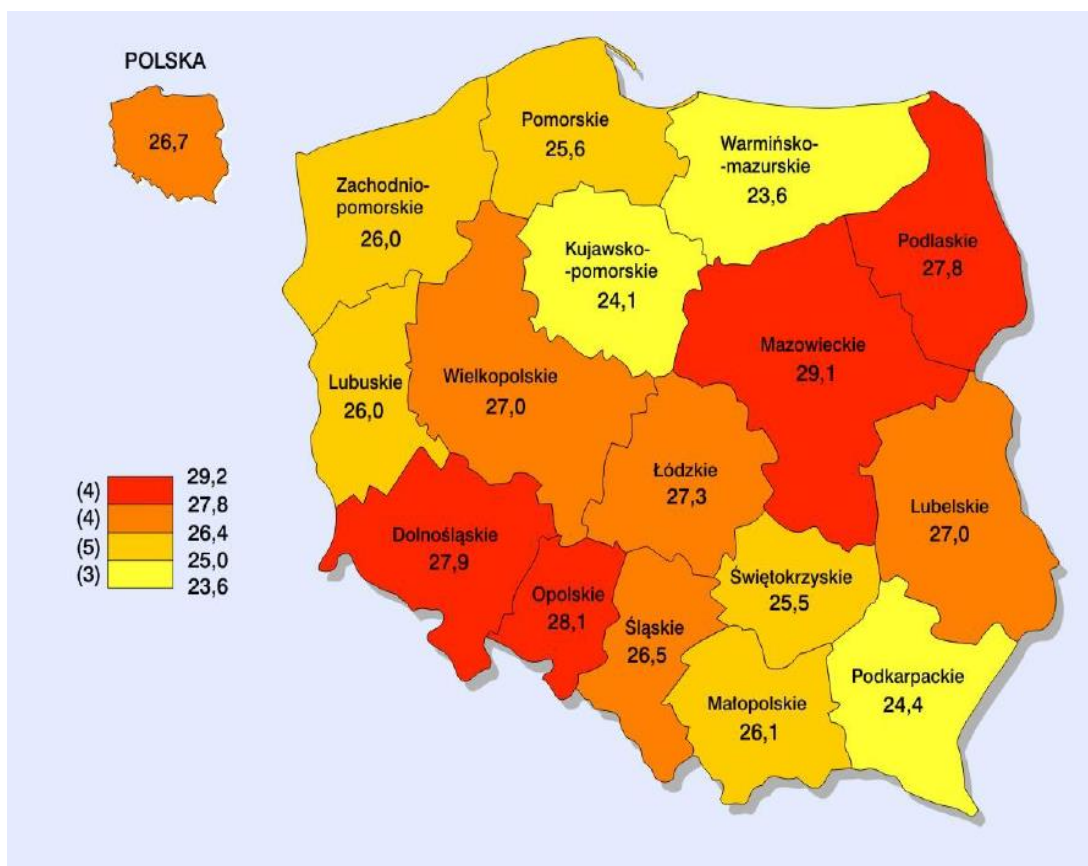 POLSKA
26,7
Pomorskie
25,6
Warmińsko-
-mazurskie
23,6
Zachodnio-
pomorskie
26,0
Kujawsko-
-pomorskie
24,1
Podlaskie
27,8
Mazowieckie
29,1
Lubuskie
26,0
Wielkopolskie
27,0
Łódzkie
27,3
Lubelskie
27,0
Dolnośląskie
27,9
Opolskie
28,1
Śląskie
26,5
Świętokrzyskie
25,5
Małopolskie
26,1
Podkarpackie
24,4
29,2
(4)
27,8
(4)
26,4
(5)
25,0
(3)
23,6